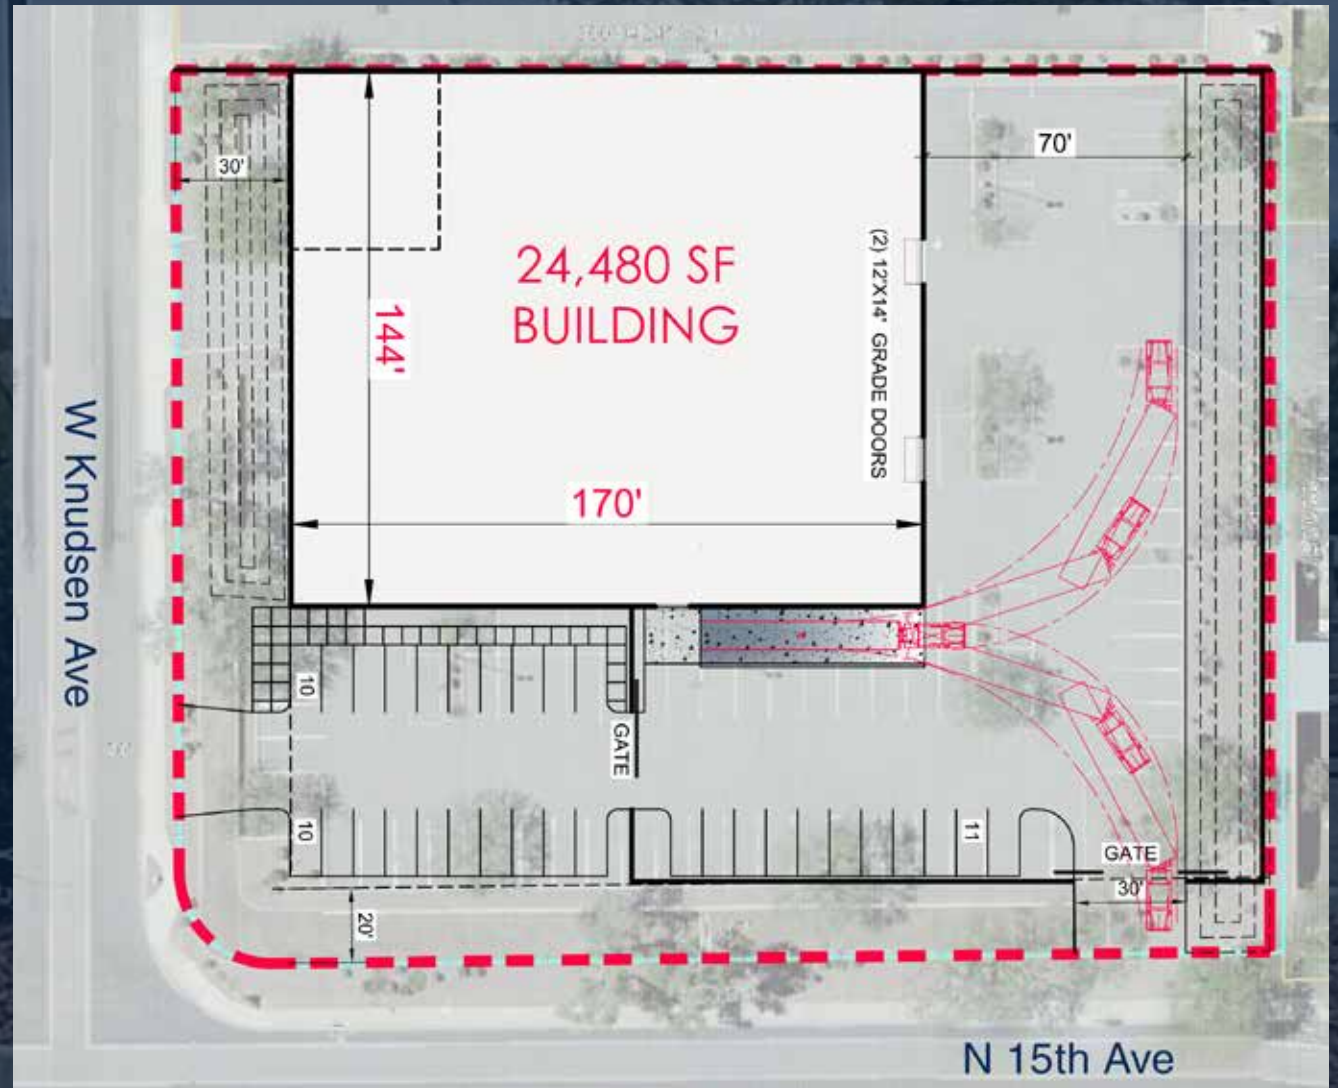 30'
70'
24,480 SF
BUILDING
144'
(2) 12'X14' GRADE DOORS
170'
W Knudsen Ave
10
GATE
10
11
GATE
30'
20'
N 15th Ave